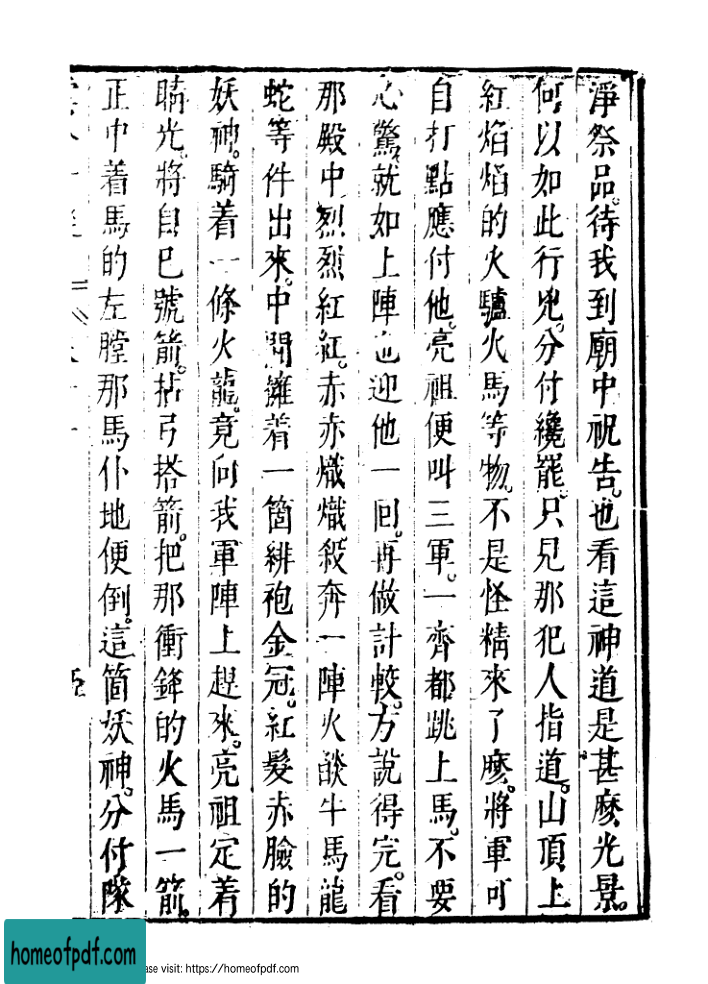 淨祭品。待我到廟中祝告。也看這神道是甚麽光景。
何以如此行兇。分付纔罷。只見那犯人指道。山頂上
紅焰焰的火驢火馬等物。不是怪精來了麽。將軍可
自打點應付他。亮祖便叫三軍。一齊都跳上馬。不要
心驚。就如上陣也迎他一回。再做計較。方說得完。看
那殿中烈烈紅紅。赤赤熾熾。殺奔一陣火燄牛馬龍
蛇等件出來。中間擁着一箇緋袍金冠。紅髮赤臉的
妖神。騎着一條火龍。竟向我軍陣上趕來。亮祖定着
睛光。將自巳號箭。拈弓搭箭。把那衝鋒的火馬一箭。
正中着馬的左膛那馬仆地便倒。這箇妖神。分付隊
homeofpdf.com
ase visit: https://homeofpdf.com